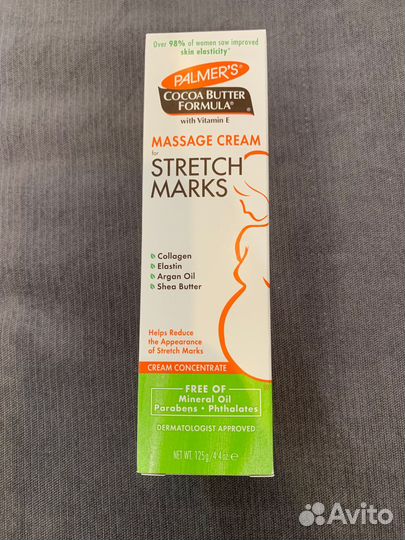 Over 98% of women saw improved
skin elasticity*
PALMER'S®
COCOA BUTTER
FORMULA®
with Vitamin E
MASSAGE CREAM
for
STRETCH
MARKS
Collagen
Elastin
Argan Oil
Shea Butter
Helps Reduce
the Appearance
of Stretch Marks
CREAM CONCENTRATE
FREE OF
Mineral Oil
Parabens • Phthalates
DERMATOLOGIST APPROVED
NET WT. 125g/4.4oz. ℮
Avito